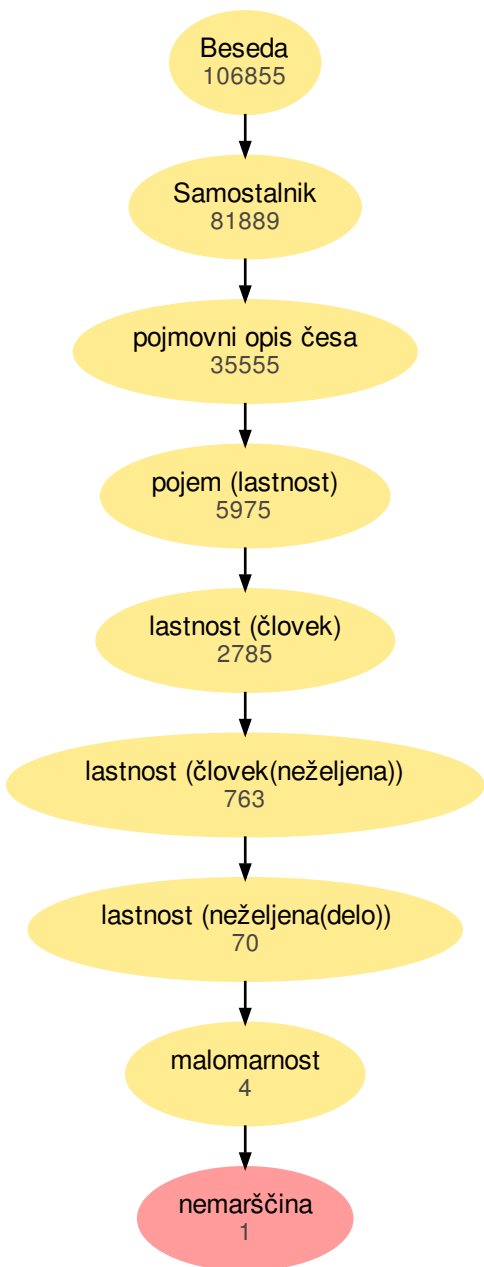 Beseda
106855
Samostalnik
81889
pojmovni opis česa
35555
pojem (lastnost)
5975
lastnost (človek)
2785
lastnost (človek(neželjena))
763
lastnost (neželjena(delo))
70
malomarnost
4
nemarščina
1